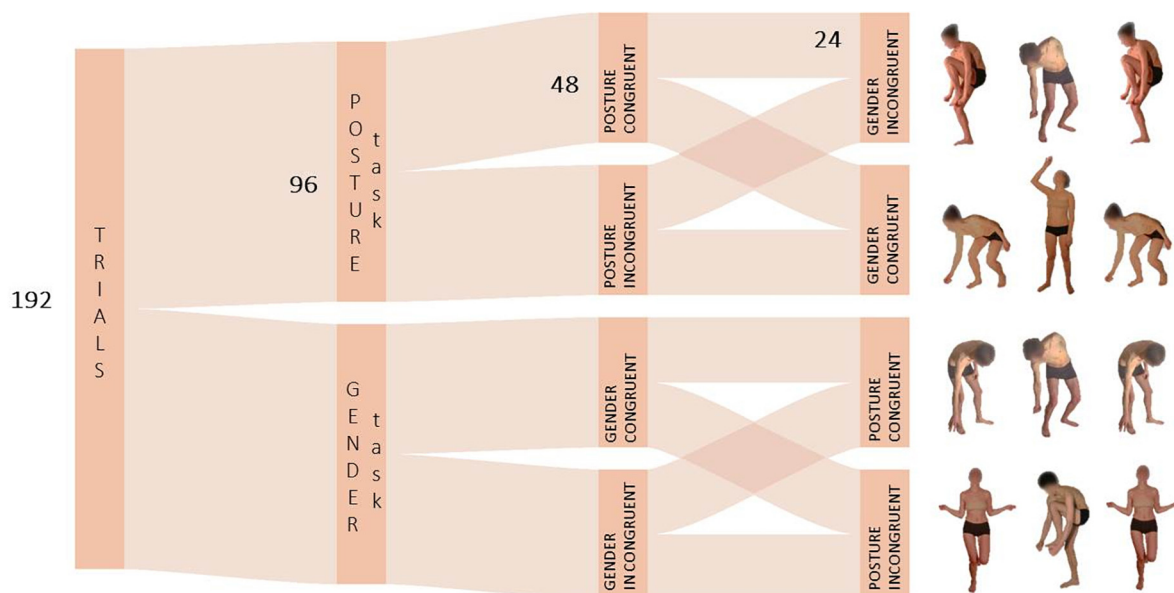 192
TRIALS
96
POSTURE
task
GENDER
task
48
POSTURE
CONGRUENT
POSTURE
INCONGRUENT
GENDER
CONGRUENT
GENDER
INCONGRUENT
24
GENDER
INCONGRUENT
GENDER
CONGRUENT
POSTURE
CONGRUENT
POSTURE
INCONGRUENT